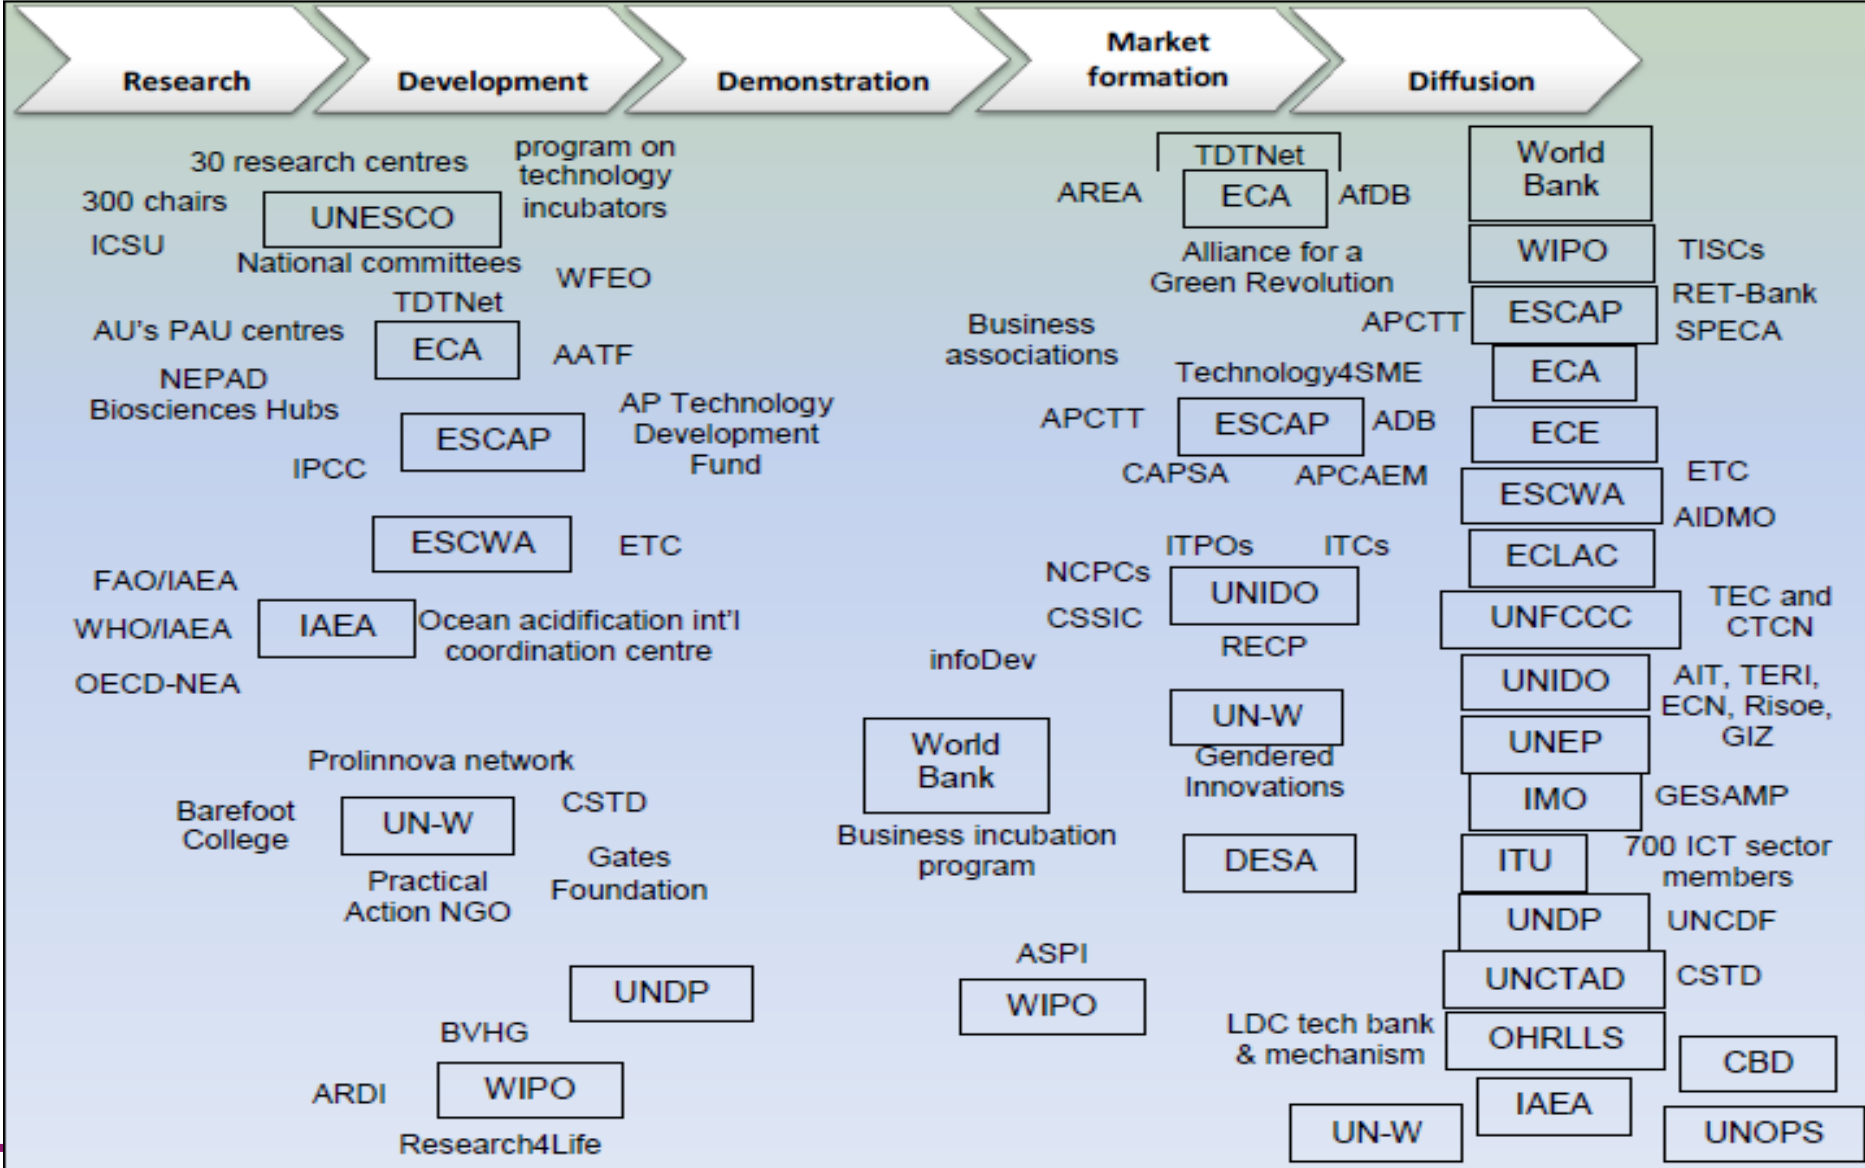 Research
Development
Demonstration
Market
formation
Diffusion
30 research centres
300 chairs
ICSU
UNESCO
National committees
program on
technology
incubators
WFEO
TDTNet
AU's PAU centres
ECA
AATF
NEPAD
Biosciences Hubs
ESCAP
AP Technology
Development
Fund
IPCC
ESCWA
ETC
FAO/IAEA
WHO/IAEA
OECD-NEA
IAEA
Ocean acidification int'l
coordination centre
Prolinnova network
Barefoot
College
UN-W
CSTD
Gates
Foundation
Practical
Action NGO
UNDP
BVHG
ARDI
WIPO
Research4Life
TDTNet
AREA
ECA
AfDB
Alliance for a
Green Revolution
Business
associations
Technology4SME
APCTT
ESCAP
ADB
CAPSA
APCAEM
ITPOs
ITCs
NCPCs
CSSIC
UNIDO
RECP
infoDev
UN-W
Gendered
Innovations
World
Bank
Business incubation
program
DESA
ASPI
WIPO
World
Bank
WIPO
TISCs
APCTT
ESCAP
RET-Bank
SPECA
ECA
ECE
ESCWA
ETC
AIDMO
ECLAC
UNFCCC
TEC and
CTCN
UNIDO
AIT, TERI,
ECN, Risoe,
GIZ
UNEP
IMO
GESAMP
ITU
700 ICT sector
members
UNDP
UNCDF
UNCTAD
CSTD
LDC tech bank
& mechanism
OHRLLS
CBD
IAEA
UN-W
UNOPS